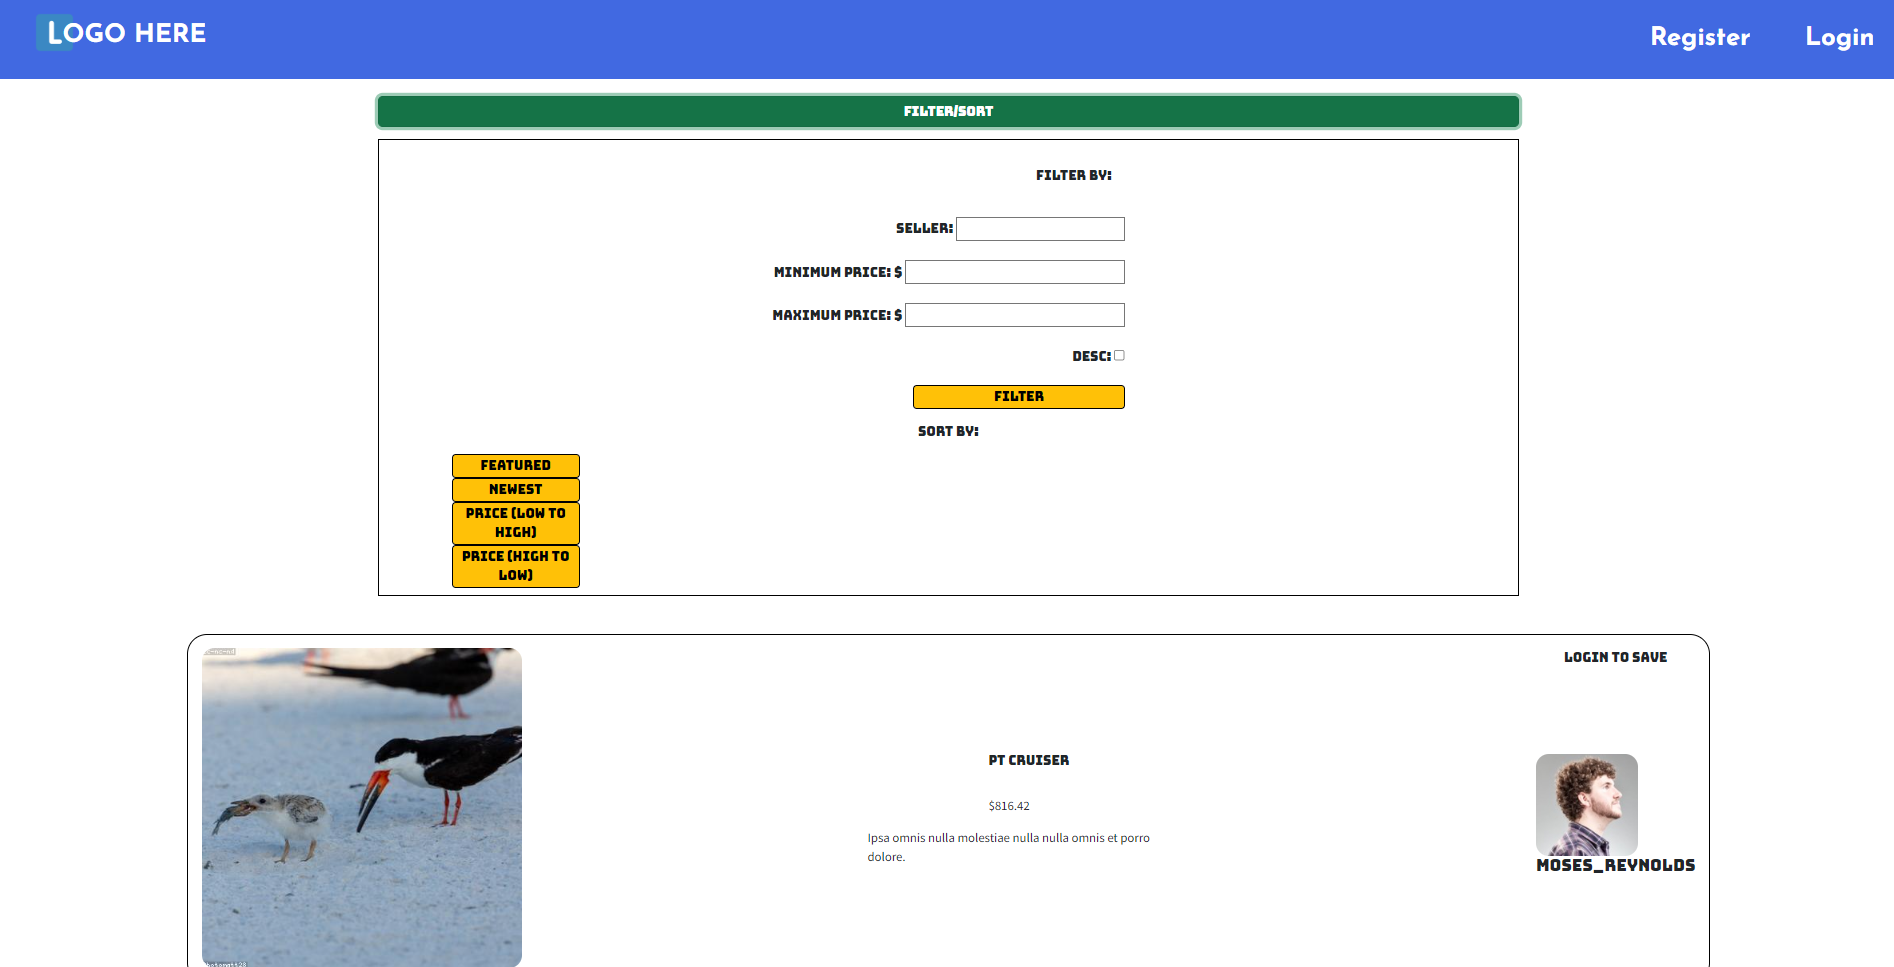 LOGO HERE
Register
Login
FILTER/SORT
FILTER BY:
SELLER:
MINIMUM PRICE: $
MAXIMUM PRICE: $
DESC:
FILTER
SORT BY:
FEATURED
NEWEST
PRICE (LOW TO
HIGH)
PRICE (HIGH TO
LOW)
LOGIN TO SAVE
PT CRUISER
$816.42
Ipsa omnis nulla molestiae nulla nulla omnis et porro
dolore.
MOSES_REYNOLDS